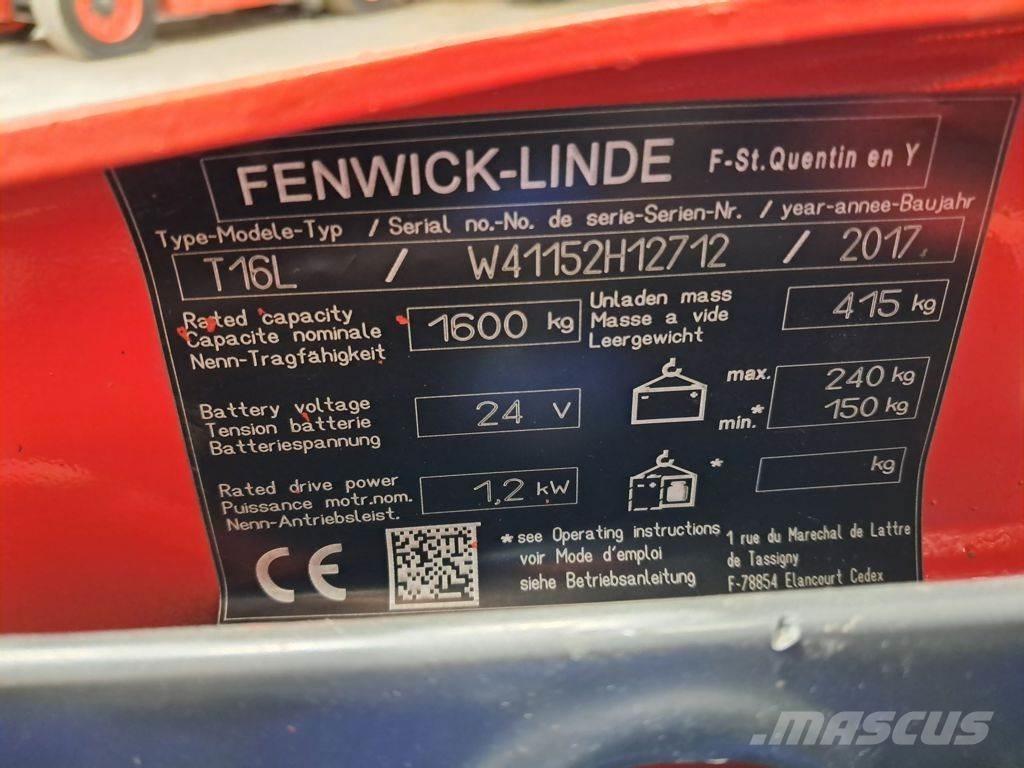 FENWICK-LINDE F-St.Quentin en Y
Type-Modele-Typ / Serial no.-No. de serie-Serien-Nr. / year-annee-Baujahr
T16L / W41152H12712 / 2017
Rated capacity
Capacite nominale
Nenn-Tragfähigkeit
1600 kg
Unladen mass
Masse a vide
Leergewicht
415 kg
Battery voltage
Tension batterie
Batteriespannung
24 V
max. 240 kg
min.* 150 kg
Rated drive power
Puissance motr.nom.
Nenn-Antriebsleist.
1,2 kW
* kg
CE
*see Operating instructions
voir Mode d'emploi
siehe Betriebsanleitung
1 rue du Marechal de Lattre
de Tassigny
F-78854 Elancourt Cedex
MASCUS